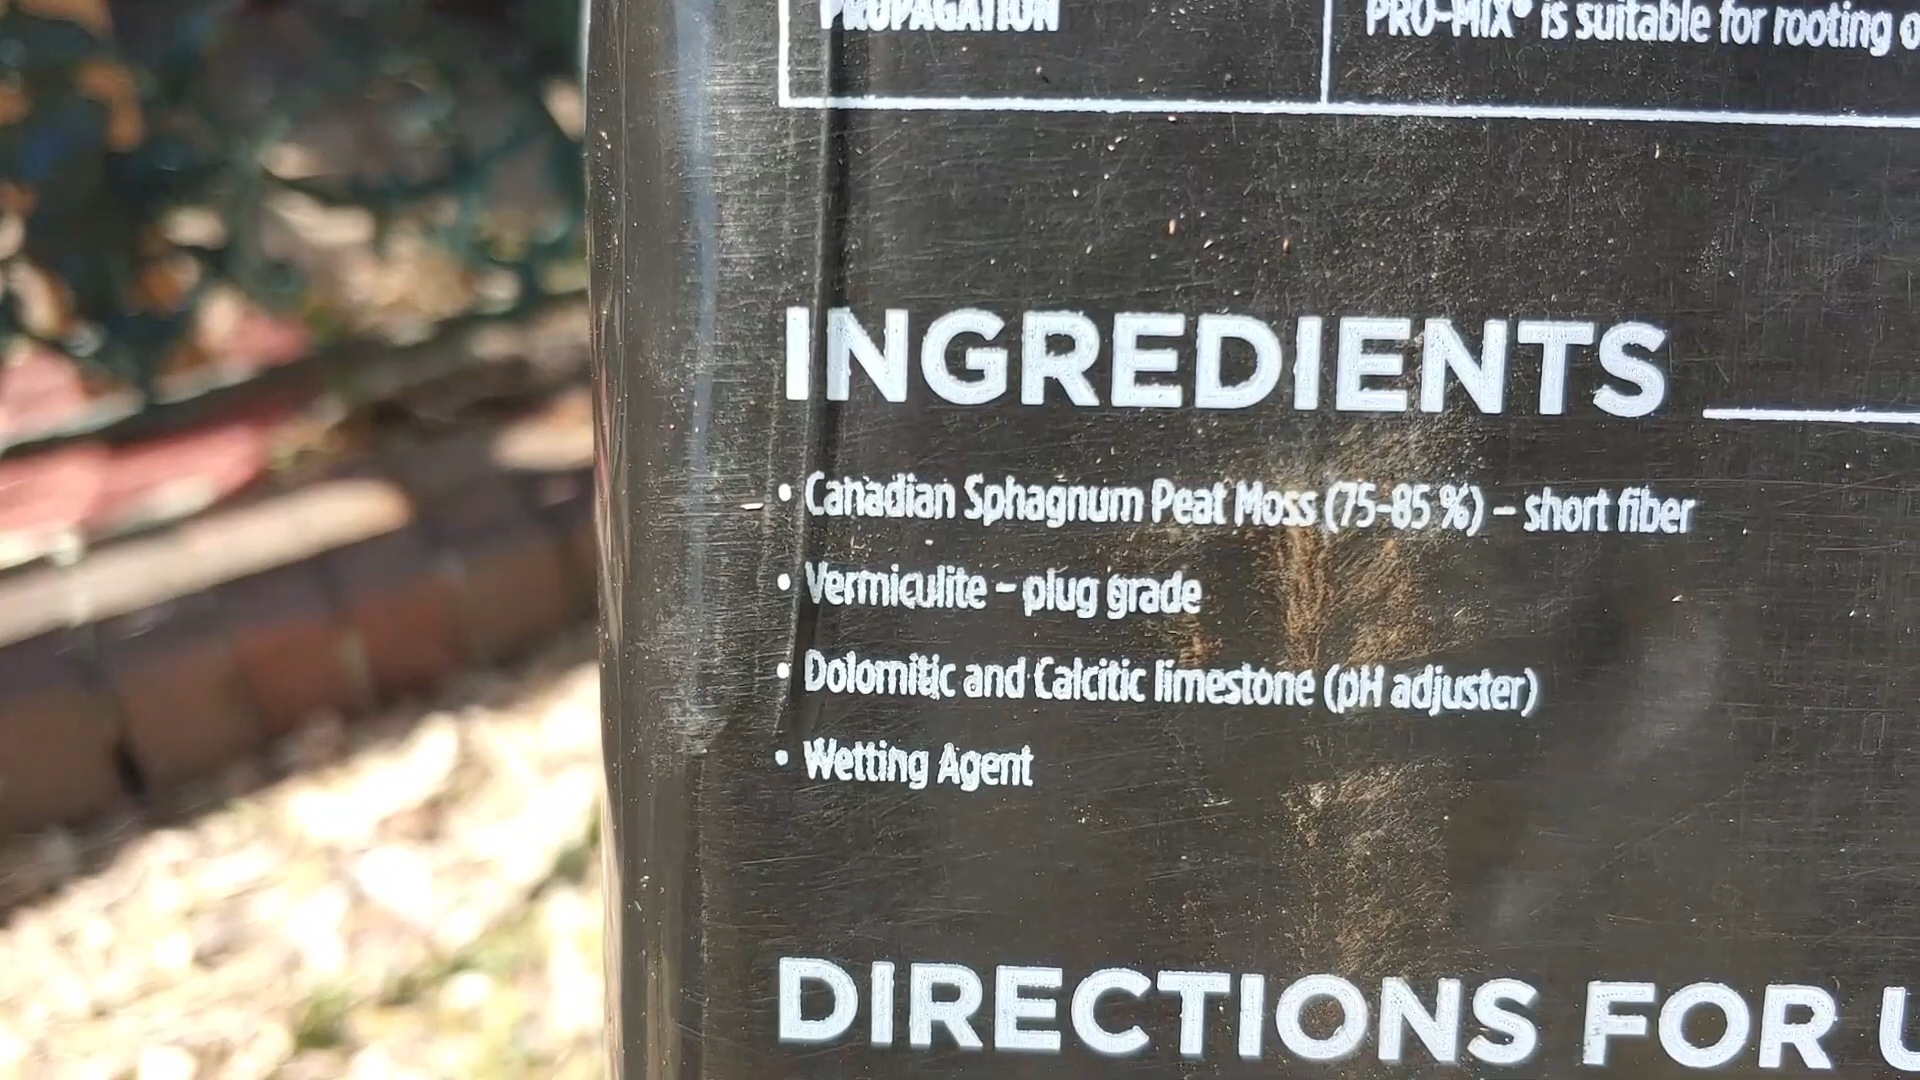 PROPAGATION
PRO-MIX® is suitable for rooting
INGREDIENTS
• Canadian Sphagnum Peat Moss (75-85 %) – short fiber
• Vermiculite – plug grade
• Dolomitic and Calcitic limestone (pH adjuster)
• Wetting Agent
DIRECTIONS FOR